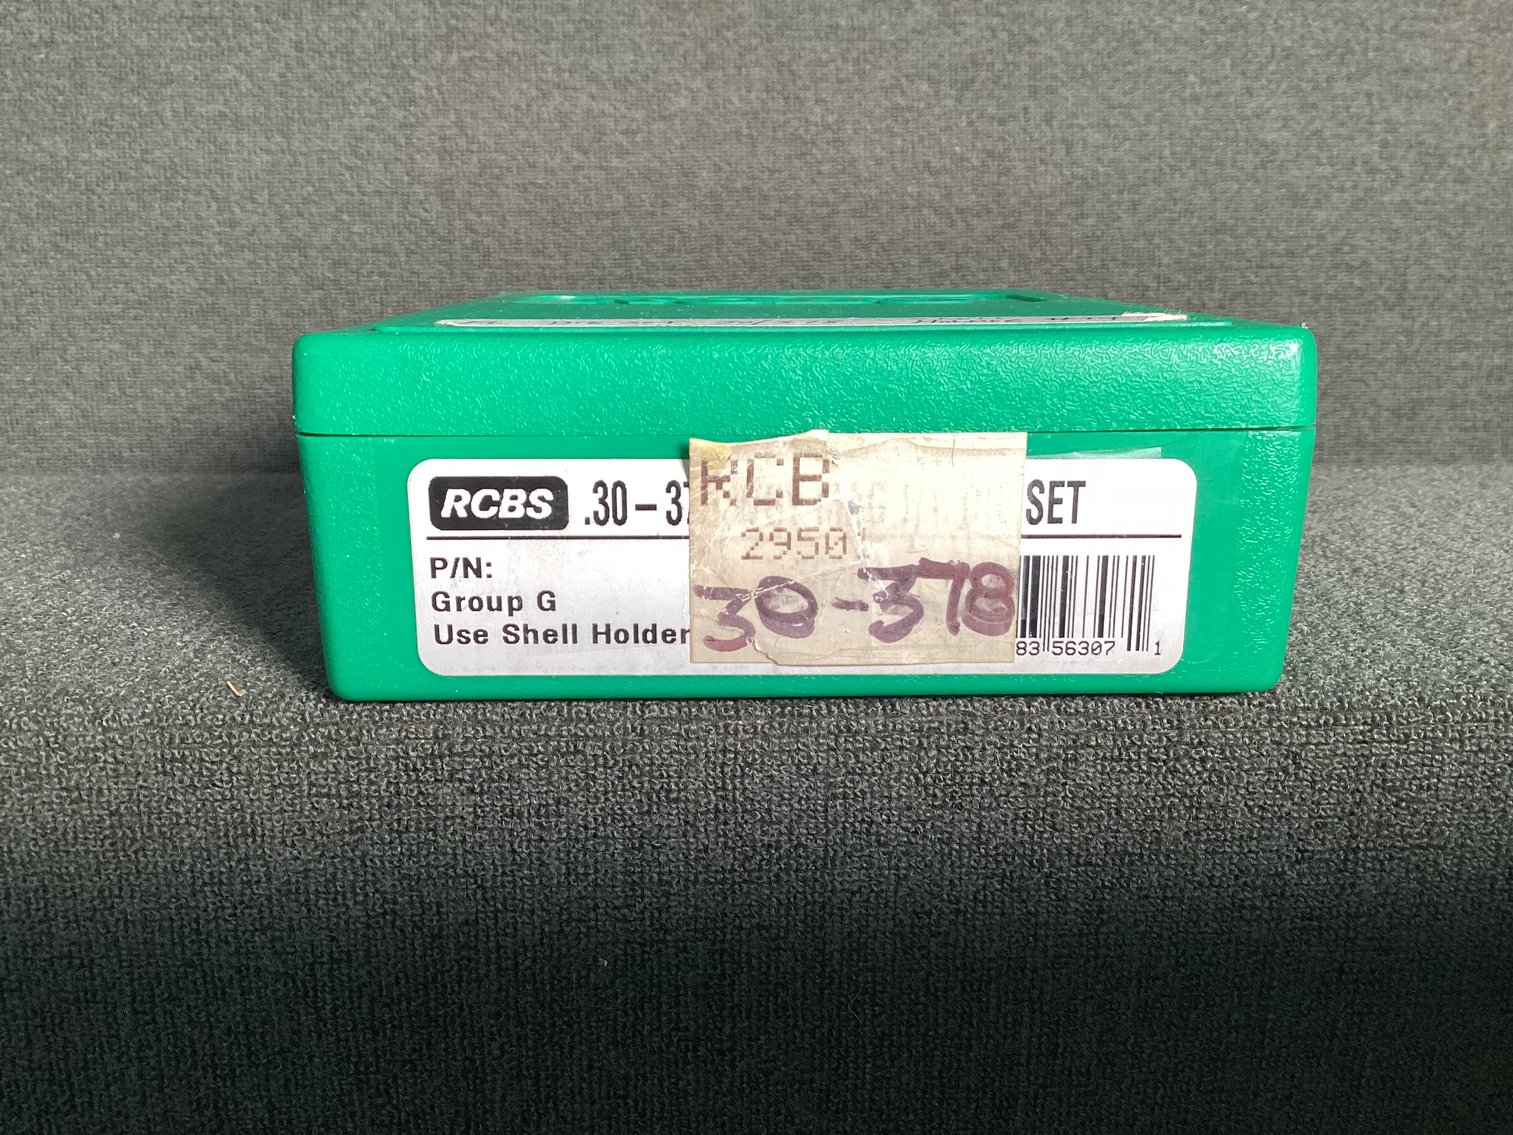 RCBS .30-37 SET
P/N:
Group G
Use Shell Holder
RCB
2950
30-378
83 56307 1